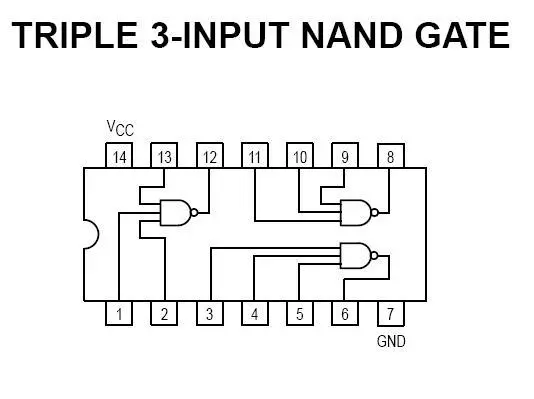 TRIPLE 3-INPUT NAND GATE
VCC
14 13 12 11 10 9 8
1 2 3 4 5 6 7
GND